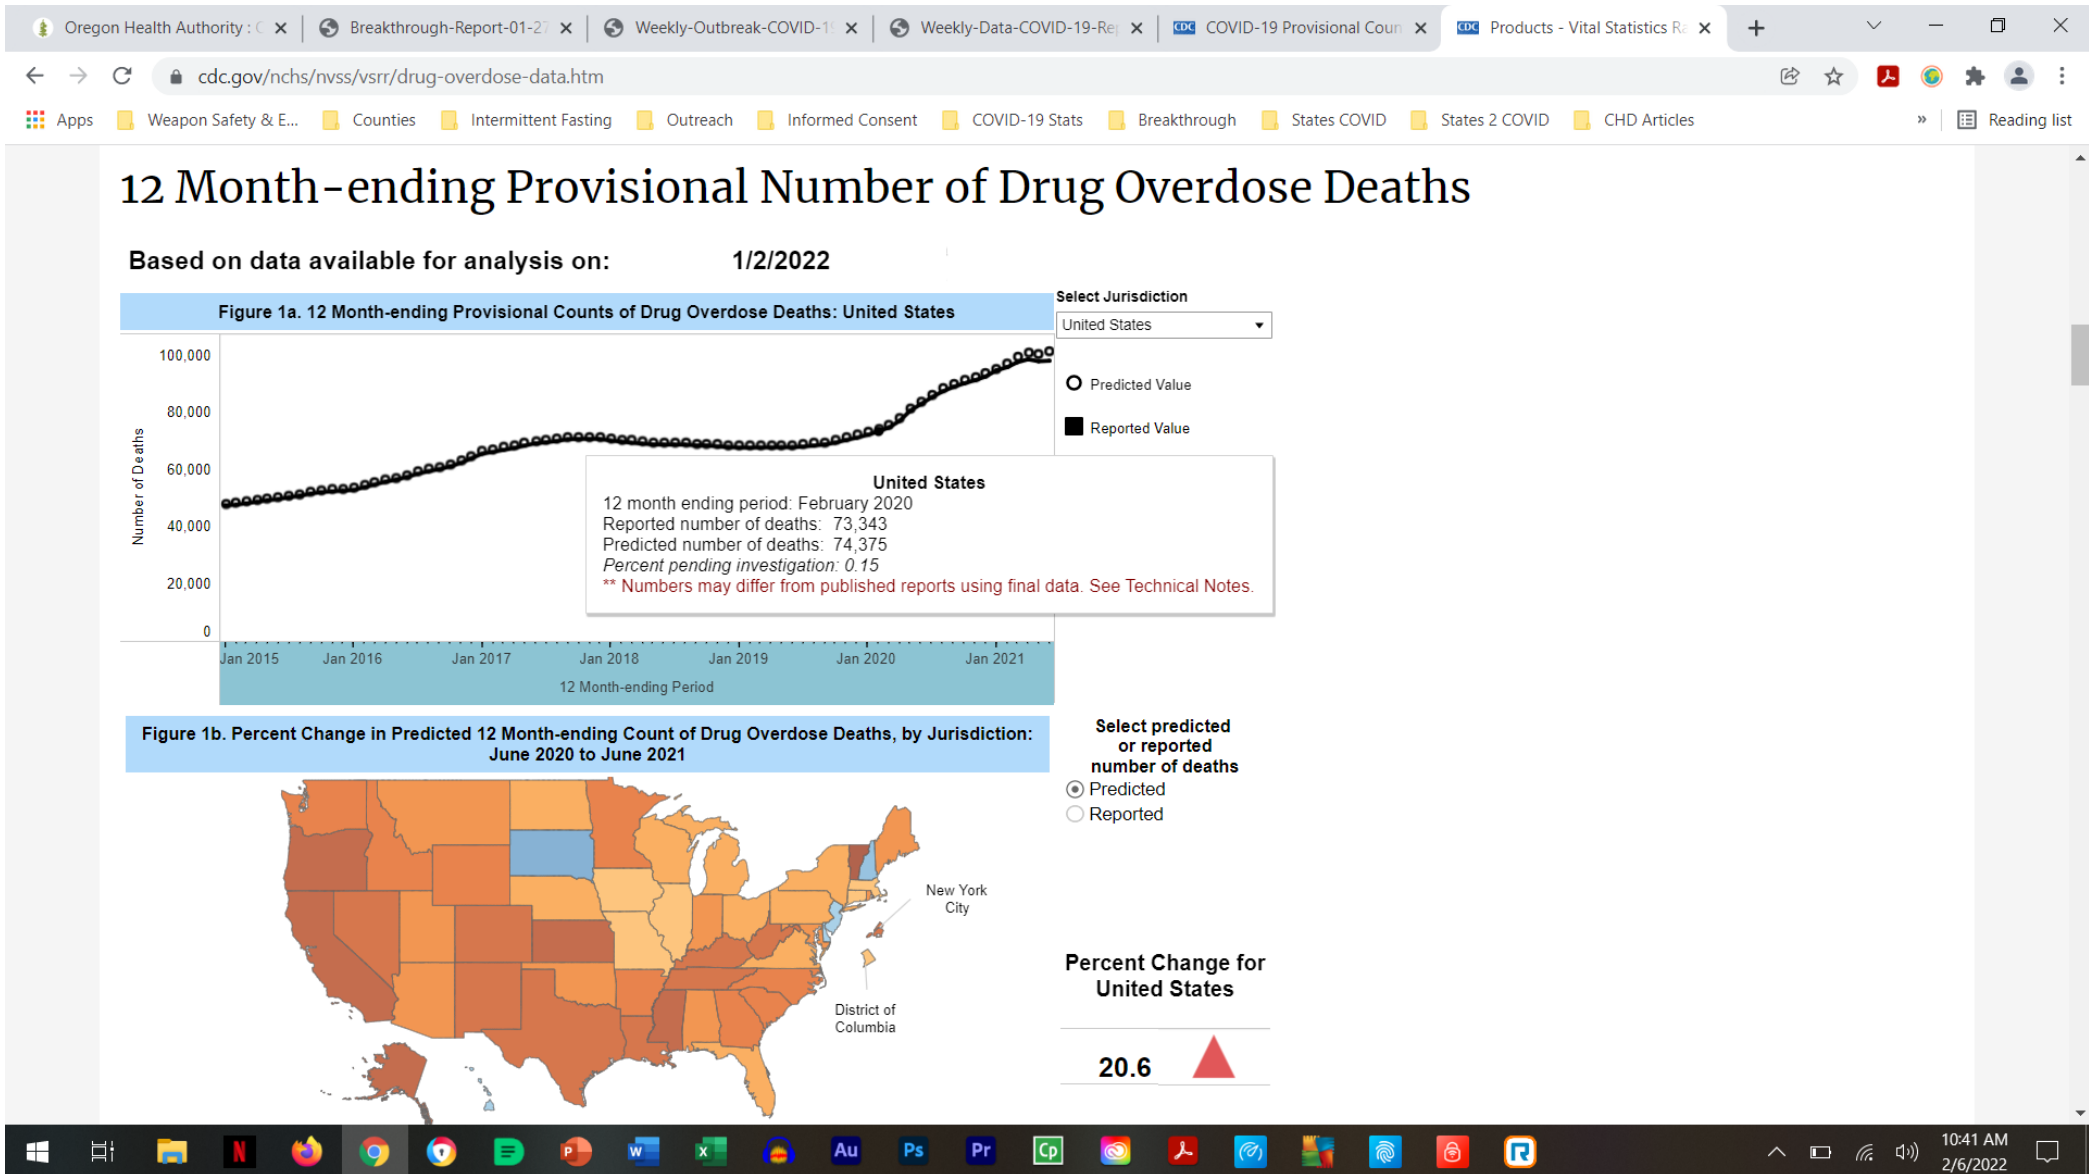 Oregon Health Authority : C
Breakthrough-Report-01-27
Weekly-Outbreak-COVID-19
Weekly-Data-COVID-19-Rep
CDC COVID-19 Provisional Coun
CDC Products - Vital Statistics Ra
cdc.gov/nchs/nvss/vsrr/drug-overdose-data.htm
Apps
Weapon Safety & E...
Counties
Intermittent Fasting
Outreach
Informed Consent
COVID-19 Stats
Breakthrough
States COVID
States 2 COVID
CHD Articles
»
Reading list
12 Month-ending Provisional Number of Drug Overdose Deaths
Based on data available for analysis on: 1/2/2022
Figure 1a. 12 Month-ending Provisional Counts of Drug Overdose Deaths: United States
Select Jurisdiction
United States
Predicted Value
Reported Value
Number of Deaths
100,000
80,000
60,000
40,000
20,000
0
United States
12 month ending period: February 2020
Reported number of deaths: 73,343
Predicted number of deaths: 74,375
Percent pending investigation: 0.15
** Numbers may differ from published reports using final data. See Technical Notes.
Jan 2015 Jan 2016 Jan 2017 Jan 2018 Jan 2019 Jan 2020 Jan 2021
12 Month-ending Period
Figure 1b. Percent Change in Predicted 12 Month-ending Count of Drug Overdose Deaths, by Jurisdiction:
June 2020 to June 2021
Select predicted
or reported
number of deaths
Predicted
Reported
New York
City
District of
Columbia
Percent Change for
United States
20.6
N
P
W
X
Au
Ps
Pr
Cp
R
10:41 AM
2/6/2022